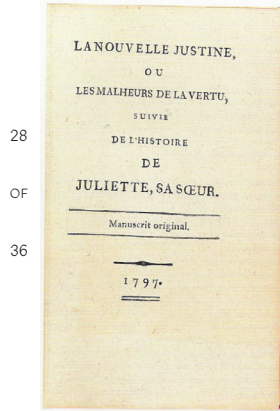 LA NOUVELLE JUSTINE,
OU
LES MALHEURS DE LA VERTU,
SUIVIE
DE L'HISTOIRE
DE
JULIETTE, SA SŒUR.
Manuscrit original.
1797.
28
OF
36